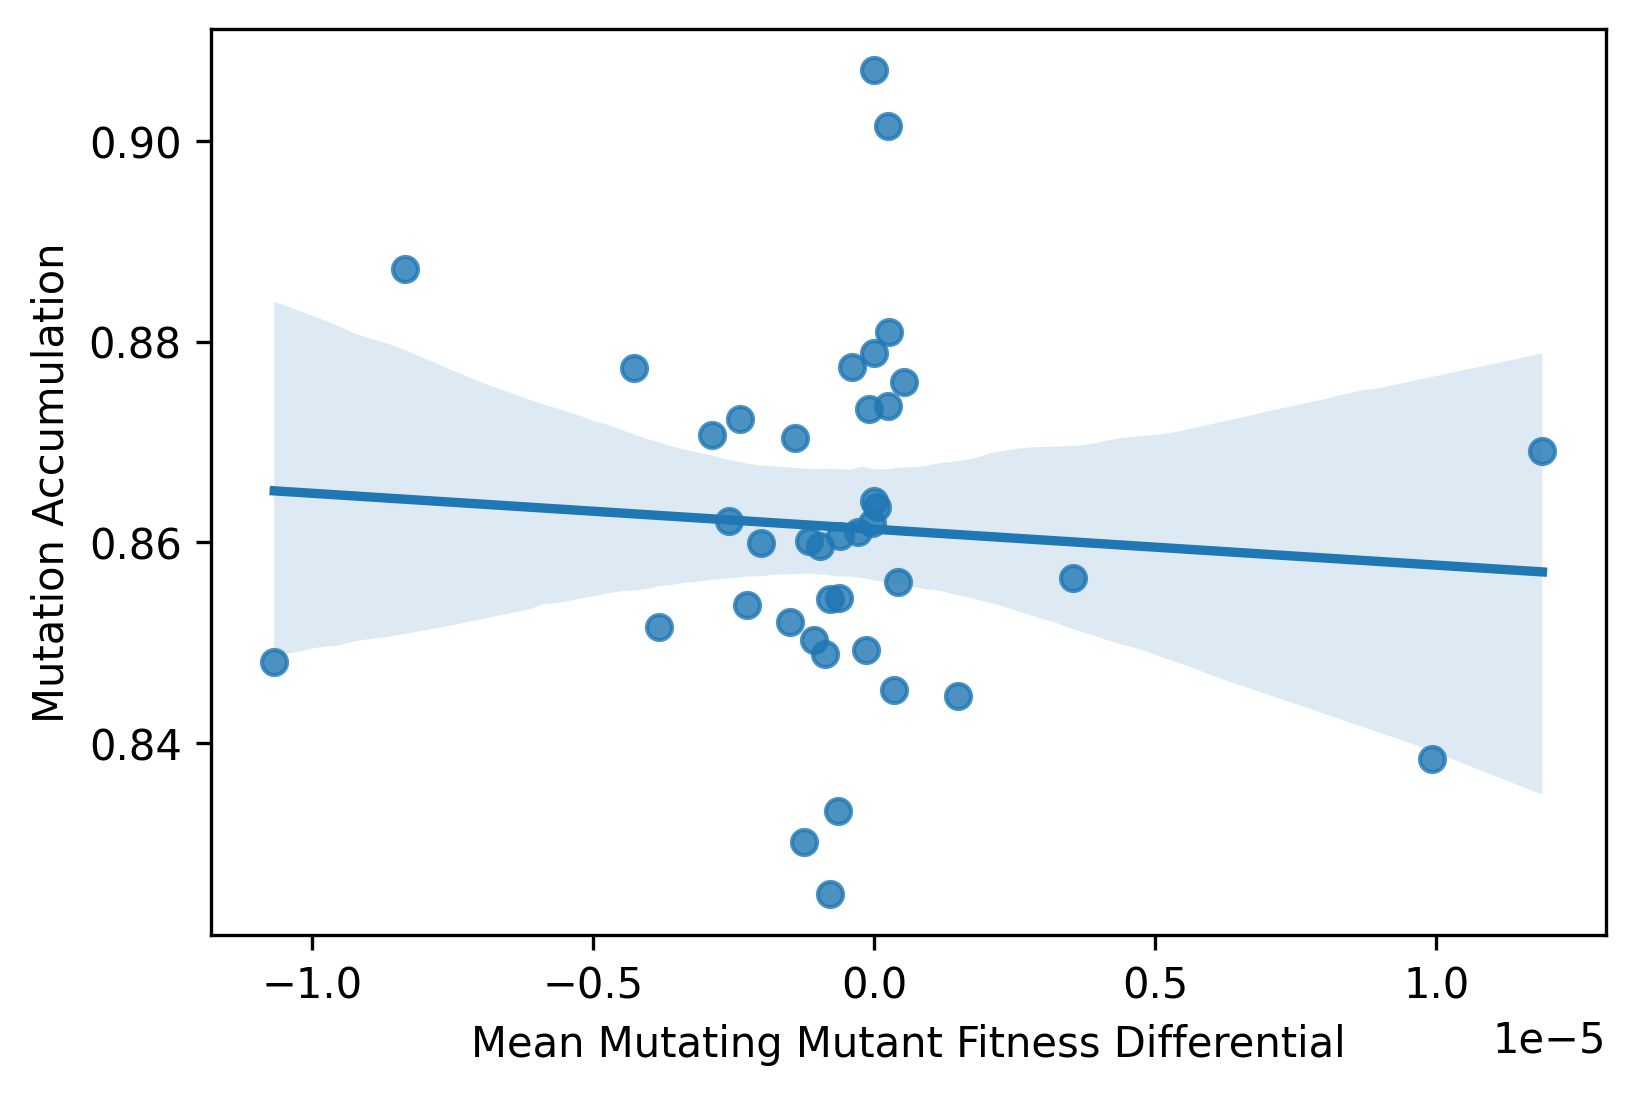 Mutation Accumulation
0.90
0.88
0.86
0.84
−1.0 −0.5 0.0 0.5 1.0
1e−5
Mean Mutating Mutant Fitness Differential